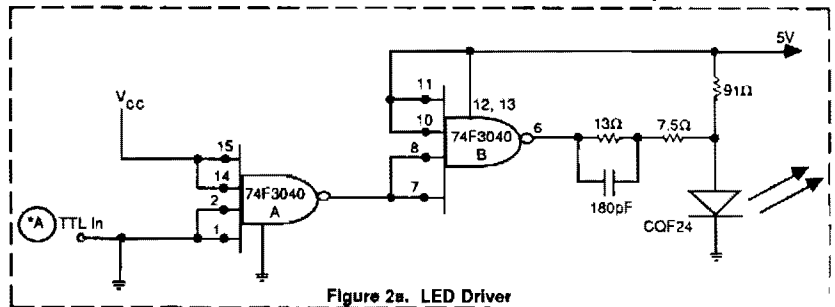 5V
91Ω
11
12, 13
V_CC
10
74F3040
B
6
13Ω
7.5Ω
15
8
14
74F3040
A
7
180pF
2
*A
TTL In
1
CQF24
Figure 2a. LED Driver